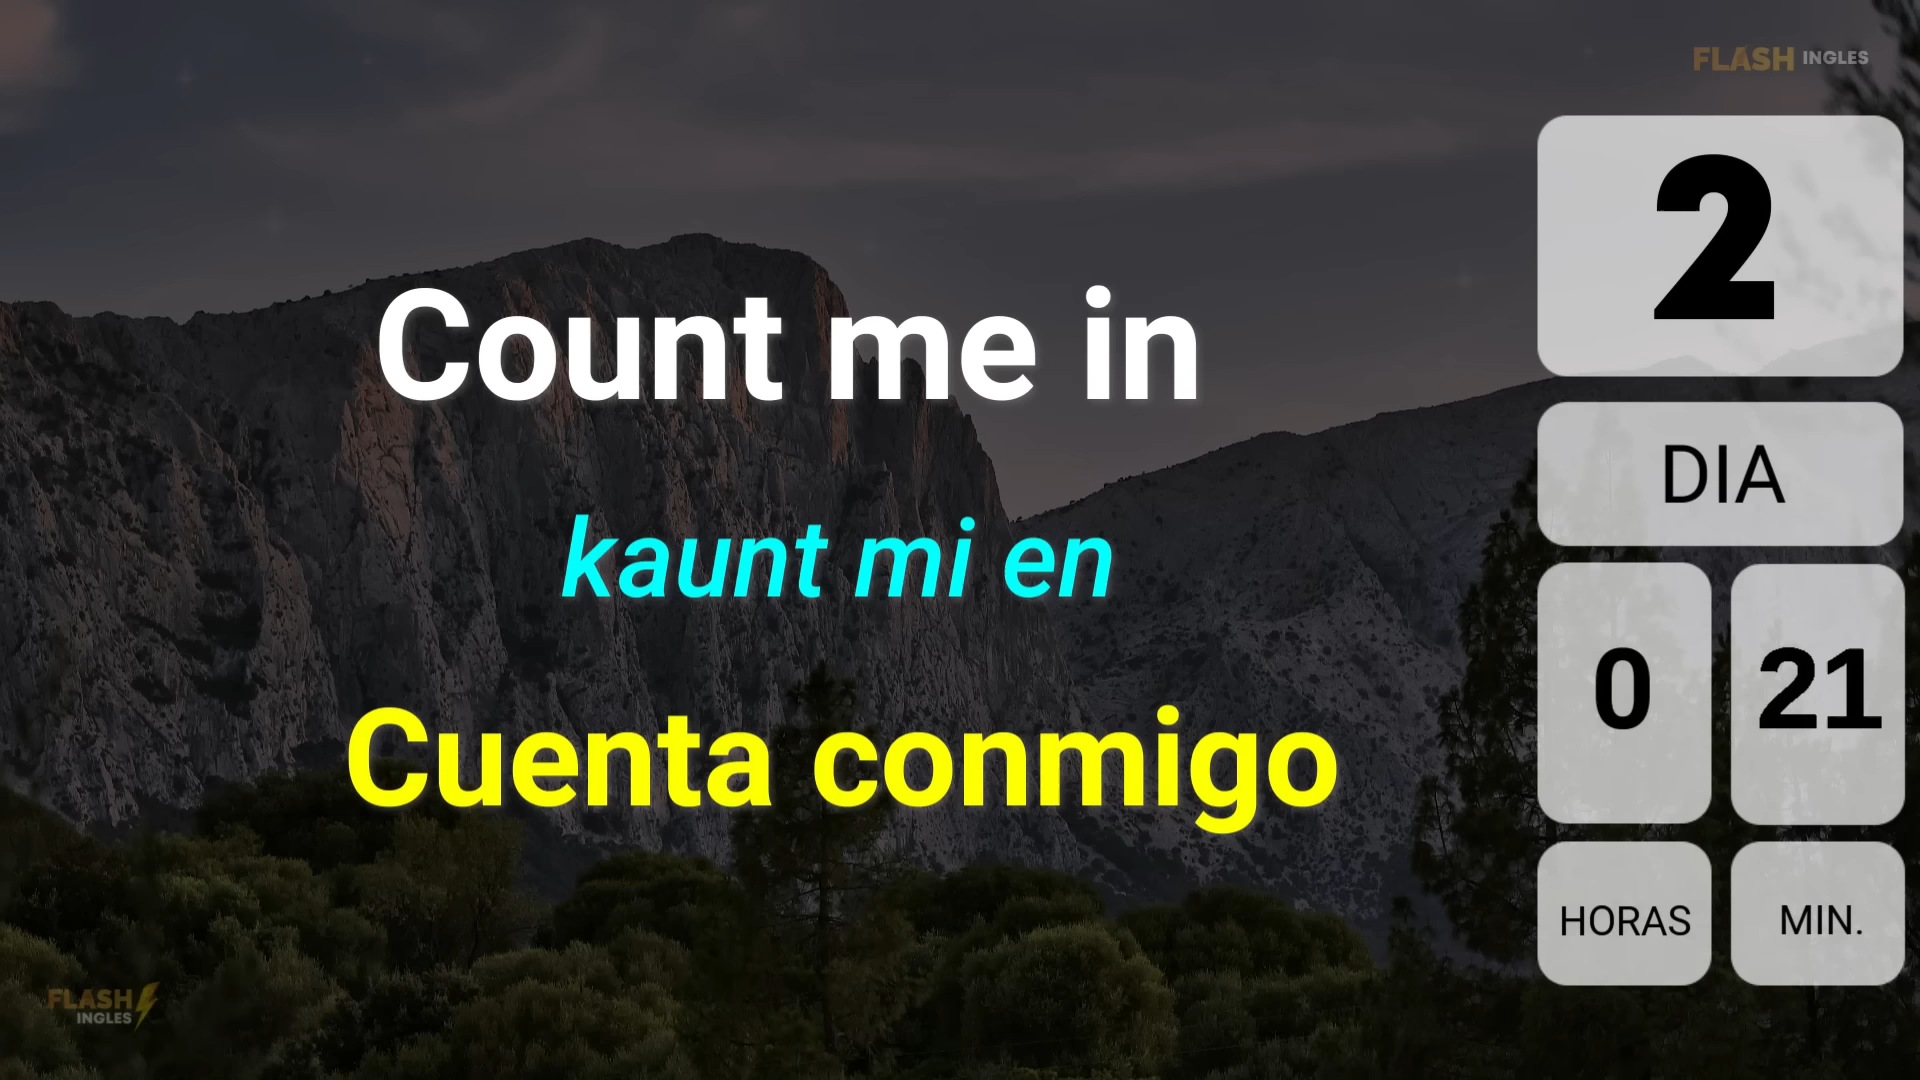 FLASH INGLES
Count me in
kaunt mi en
Cuenta conmigo
2
DIA
0 21
HORAS MIN.
FLASH
INGLES